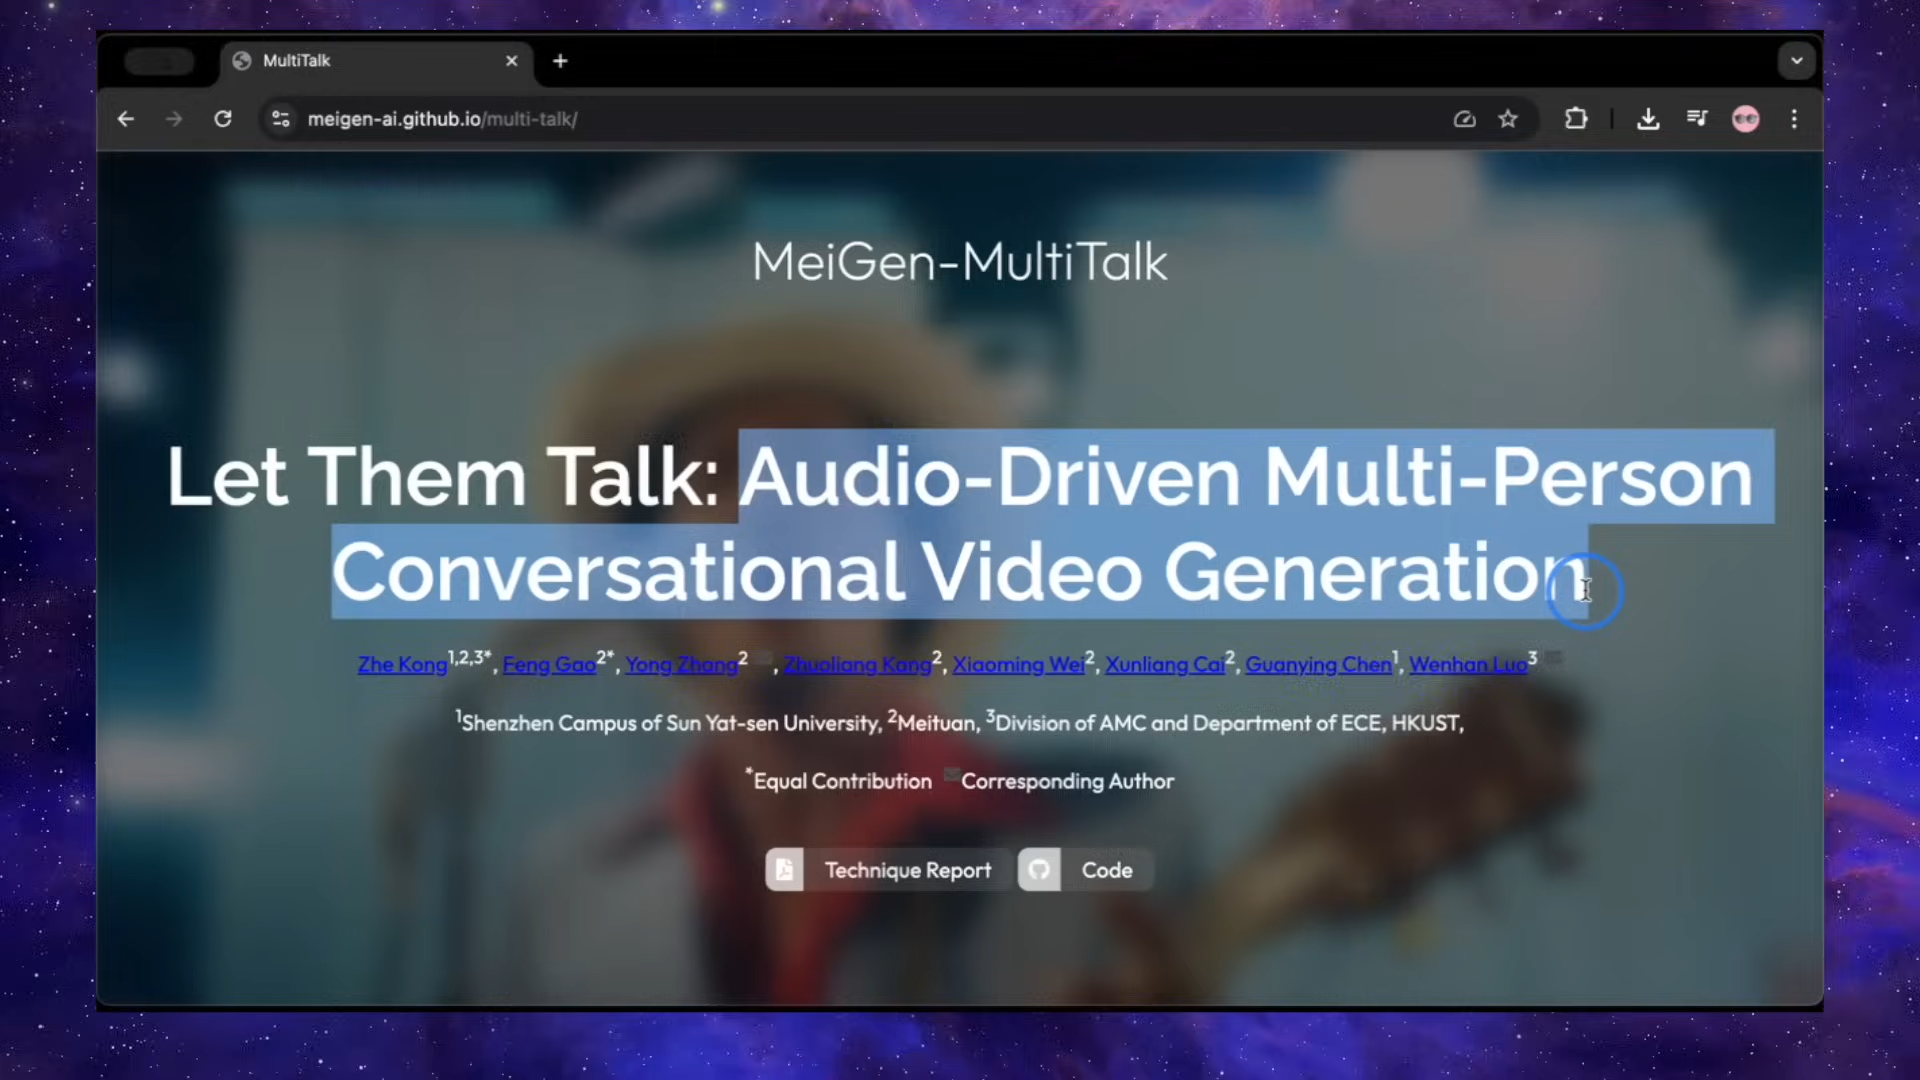 MultiTalk
meigen-ai.github.io/multi-talk/
MeiGen-MultiTalk
Let Them Talk: Audio-Driven Multi-Person
Conversational Video Generation
Zhe Kong1,2,3*, Feng Gao2*, Yong Zhang2 , Zhuoliang Kang2, Xiaoming Wei2, Xunliang Cai2, Guanying Chen1, Wenhan Luo3
1Shenzhen Campus of Sun Yat-sen University, 2Meituan, 3Division of AMC and Department of ECE, HKUST,
*Equal Contribution Corresponding Author
Technique Report Code